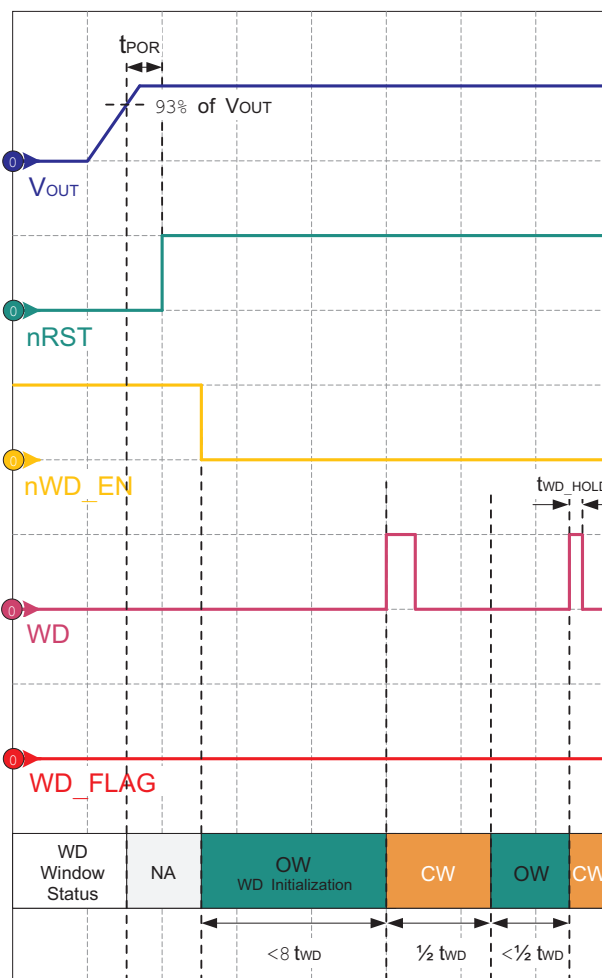 tPOR
93% of VOUT
0
VOUT
0
nRST
0
nWD_EN
tWD_HOLD
0
WD
0
WD_FLAG
WD
Window
Status
NA
OW
WD Initialization
CW
OW
CW
<8 tWD
½ tWD
<½ tWD